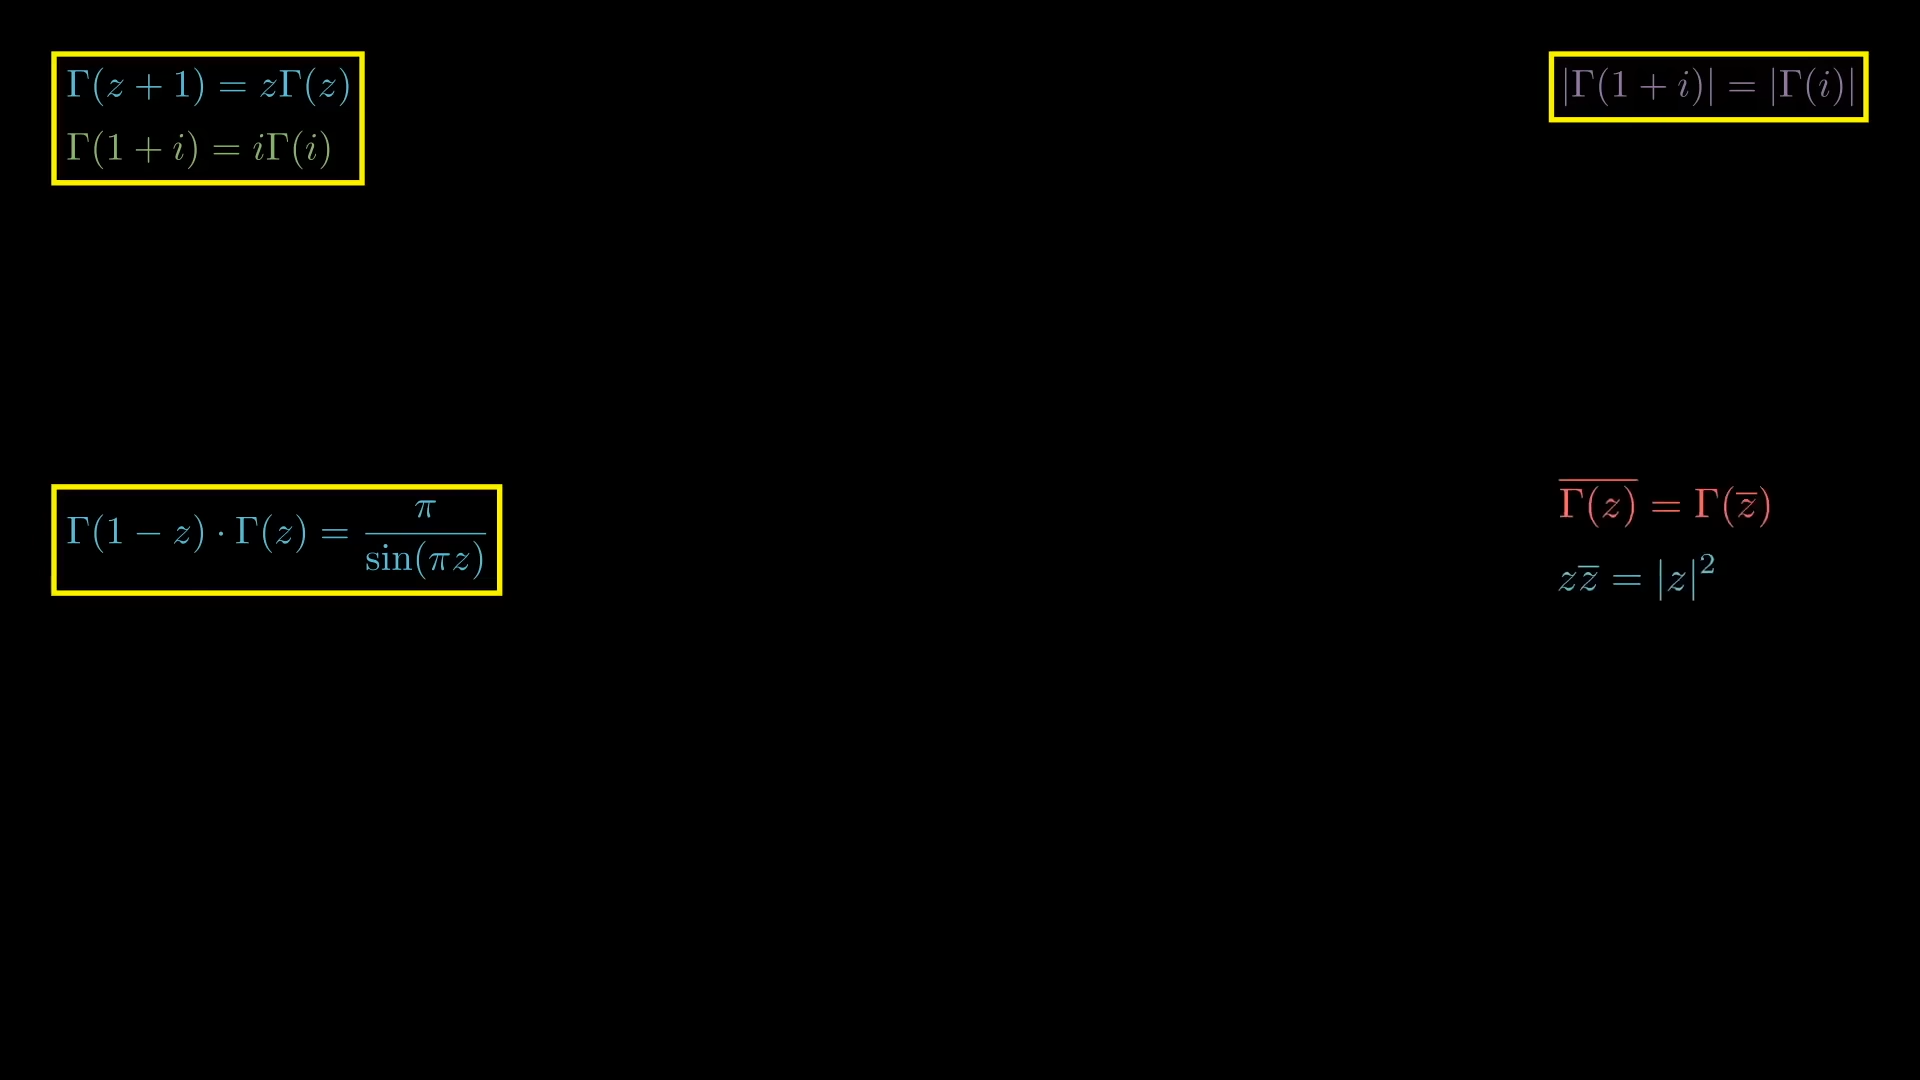 Γ(z + 1) = zΓ(z)
Γ(1 + i) = iΓ(i)
|Γ(1 + i)| = |Γ(i)|
Γ(1 − z) · Γ(z) = π / sin(πz)
\overline{Γ(z)} = Γ(\overline{z})
z\overline{z} = |z|²